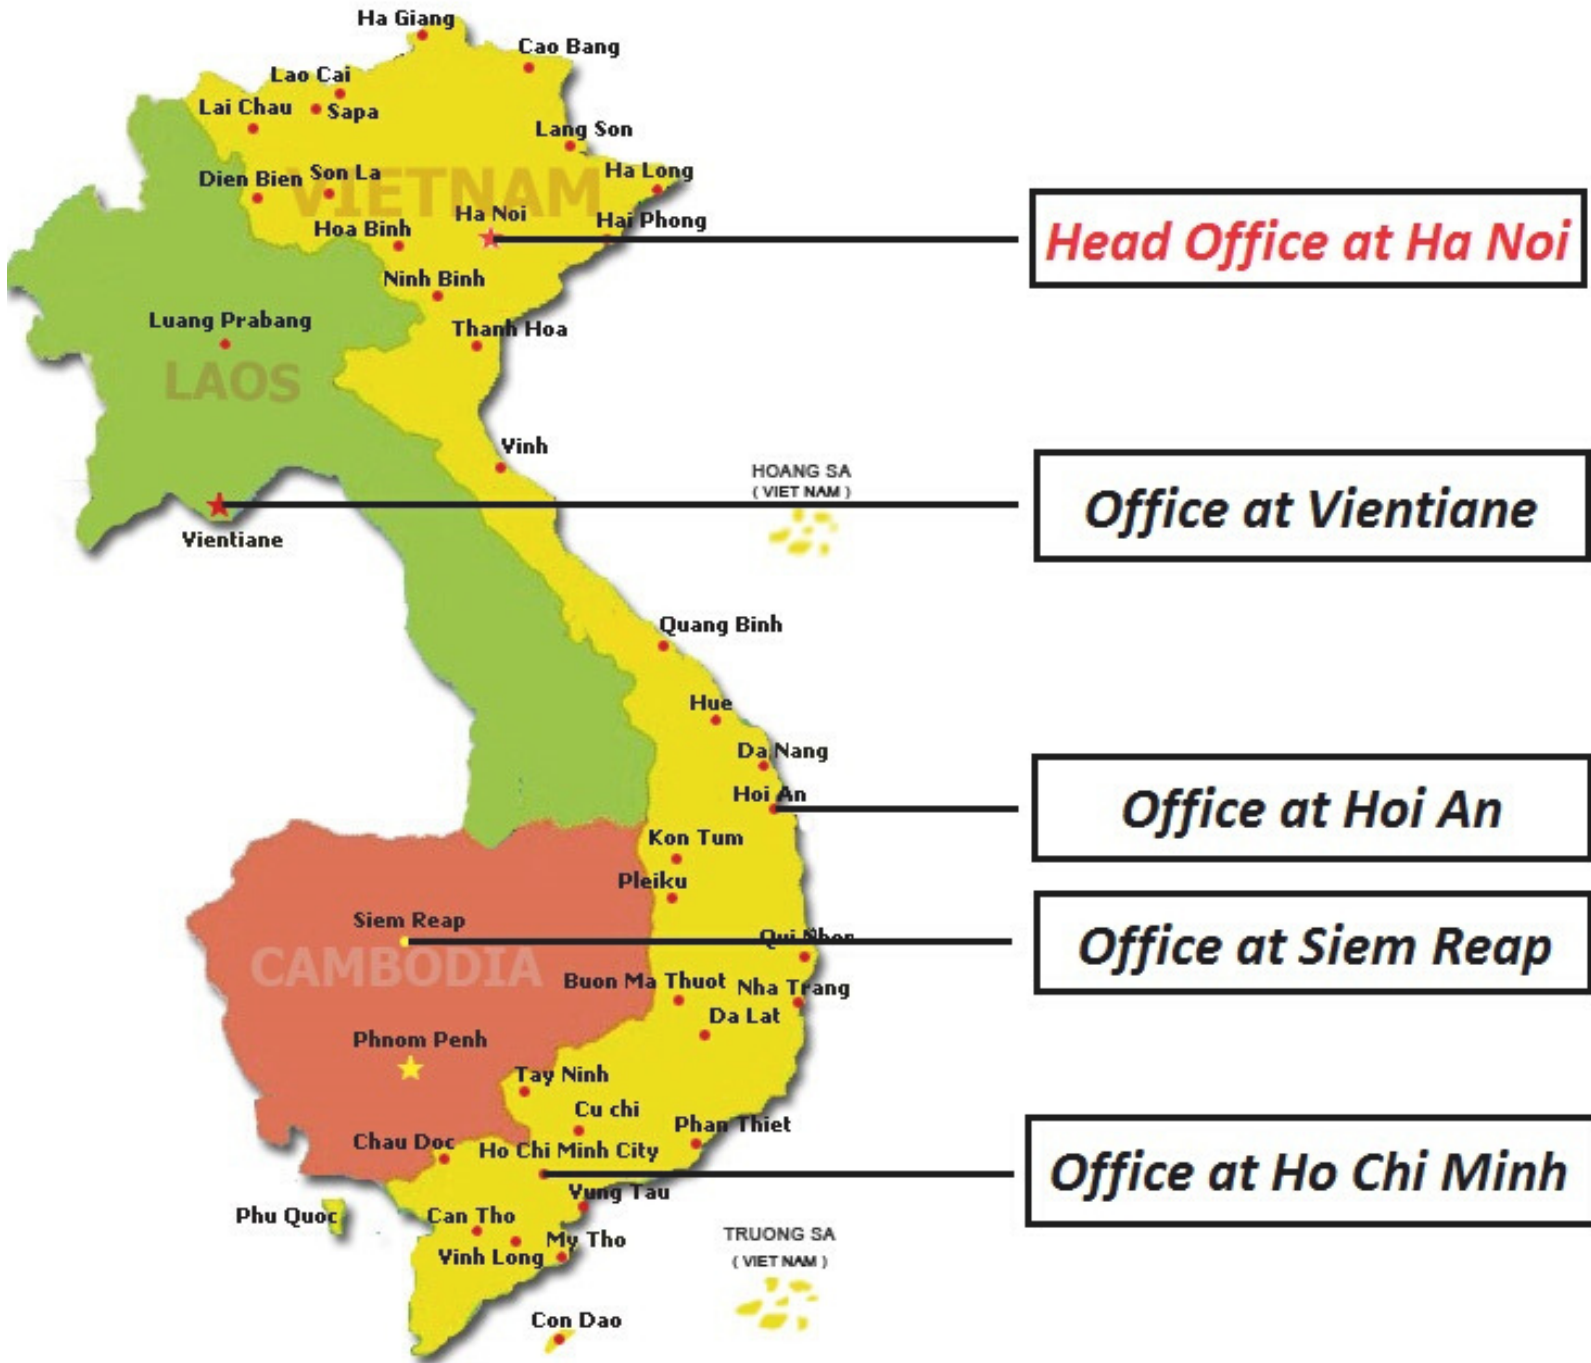 Ha Giang
Cao Bang
Lao Cai
Lai Chau
Sapa
Lang Son
Ha Long
Dien Bien
Son La
VIETNAM
Ha Noi
Hai Phong
Hoa Binh
Head Office at Ha Noi
Ninh Binh
Luang Prabang
Thanh Hoa
LAOS
Vinh
HOANG SA
( VIET NAM )
Office at Vientiane
Vientiane
Quang Binh
Hue
Da Nang
Hoi An
Office at Hoi An
Kon Tum
Pleiku
Siem Reap
Qui Nhon
Office at Siem Reap
CAMBODIA
Buon Ma Thuot
Nha Trang
Da Lat
Phnom Penh
Tay Ninh
Cu chi
Phan Thiet
Chau Doc
Ho Chi Minh City
Office at Ho Chi Minh
Vung Tau
Phu Quoc
Can Tho
My Tho
Vinh Long
TRUONG SA
( VIET NAM )
Con Dao